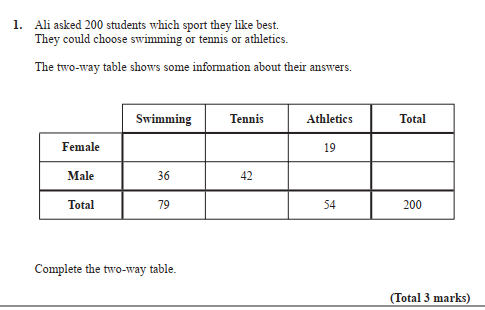 1. Ali asked 200 students which sport they like best.
They could choose swimming or tennis or athletics.
The two-way table shows some information about their answers.
Swimming Tennis Athletics Total
Female 19
Male 36 42
Total 79 54 200
Complete the two-way table.
(Total 3 marks)